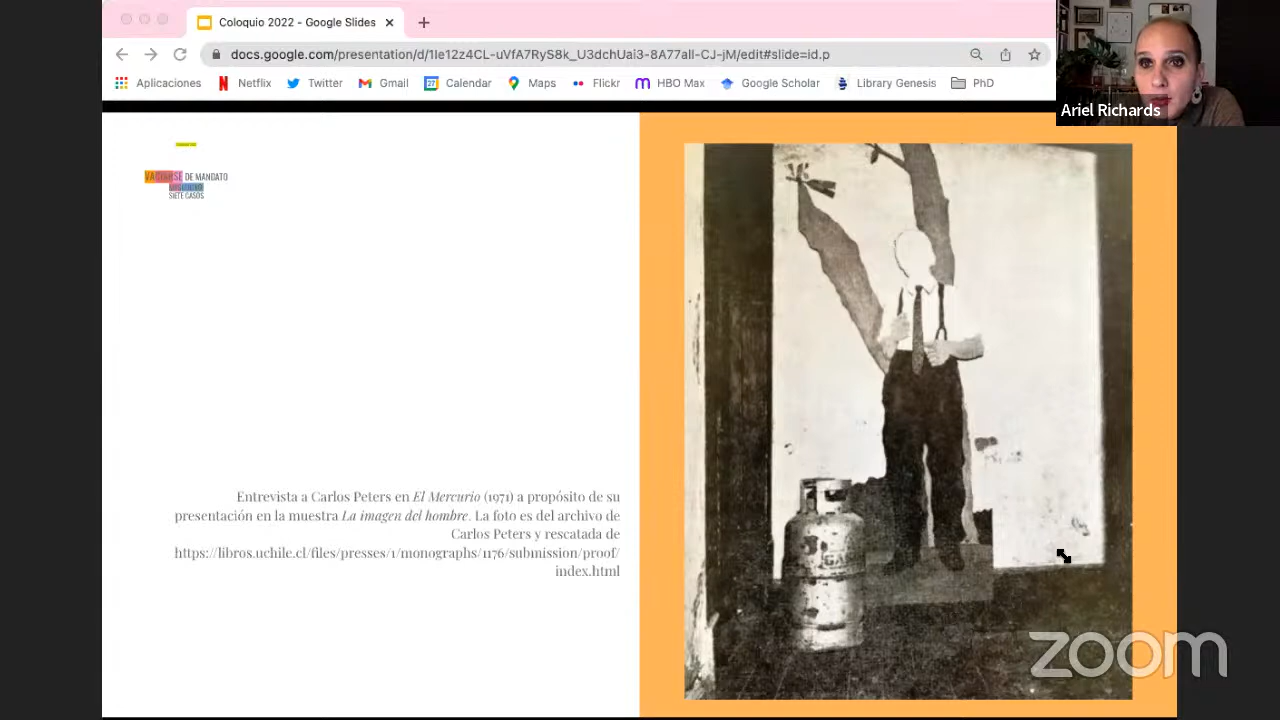 Coloquio 2022 - Google Slides
docs.google.com/presentation/d/1Ie12z4CL-uVfA7RyS8k_U3dchUai3-8A77aIl-CJ-jM/edit#slide=id.p
Aplicaciones Netflix Twitter Gmail Calendar Maps Flickr HBO Max Google Scholar Library Genesis PhD
Ariel Richards
VACIARSE DE MANDATO
SIETE CASOS
Entrevista a Carlos Peters en El Mercurio (1971) a propósito de su
presentación en la muestra La imagen del hombre. La foto es del archivo de
Carlos Peters y rescatada de
https://libros.uchile.cl/files/presses/1/monographs/1176/submission/proof/
index.html
zoom